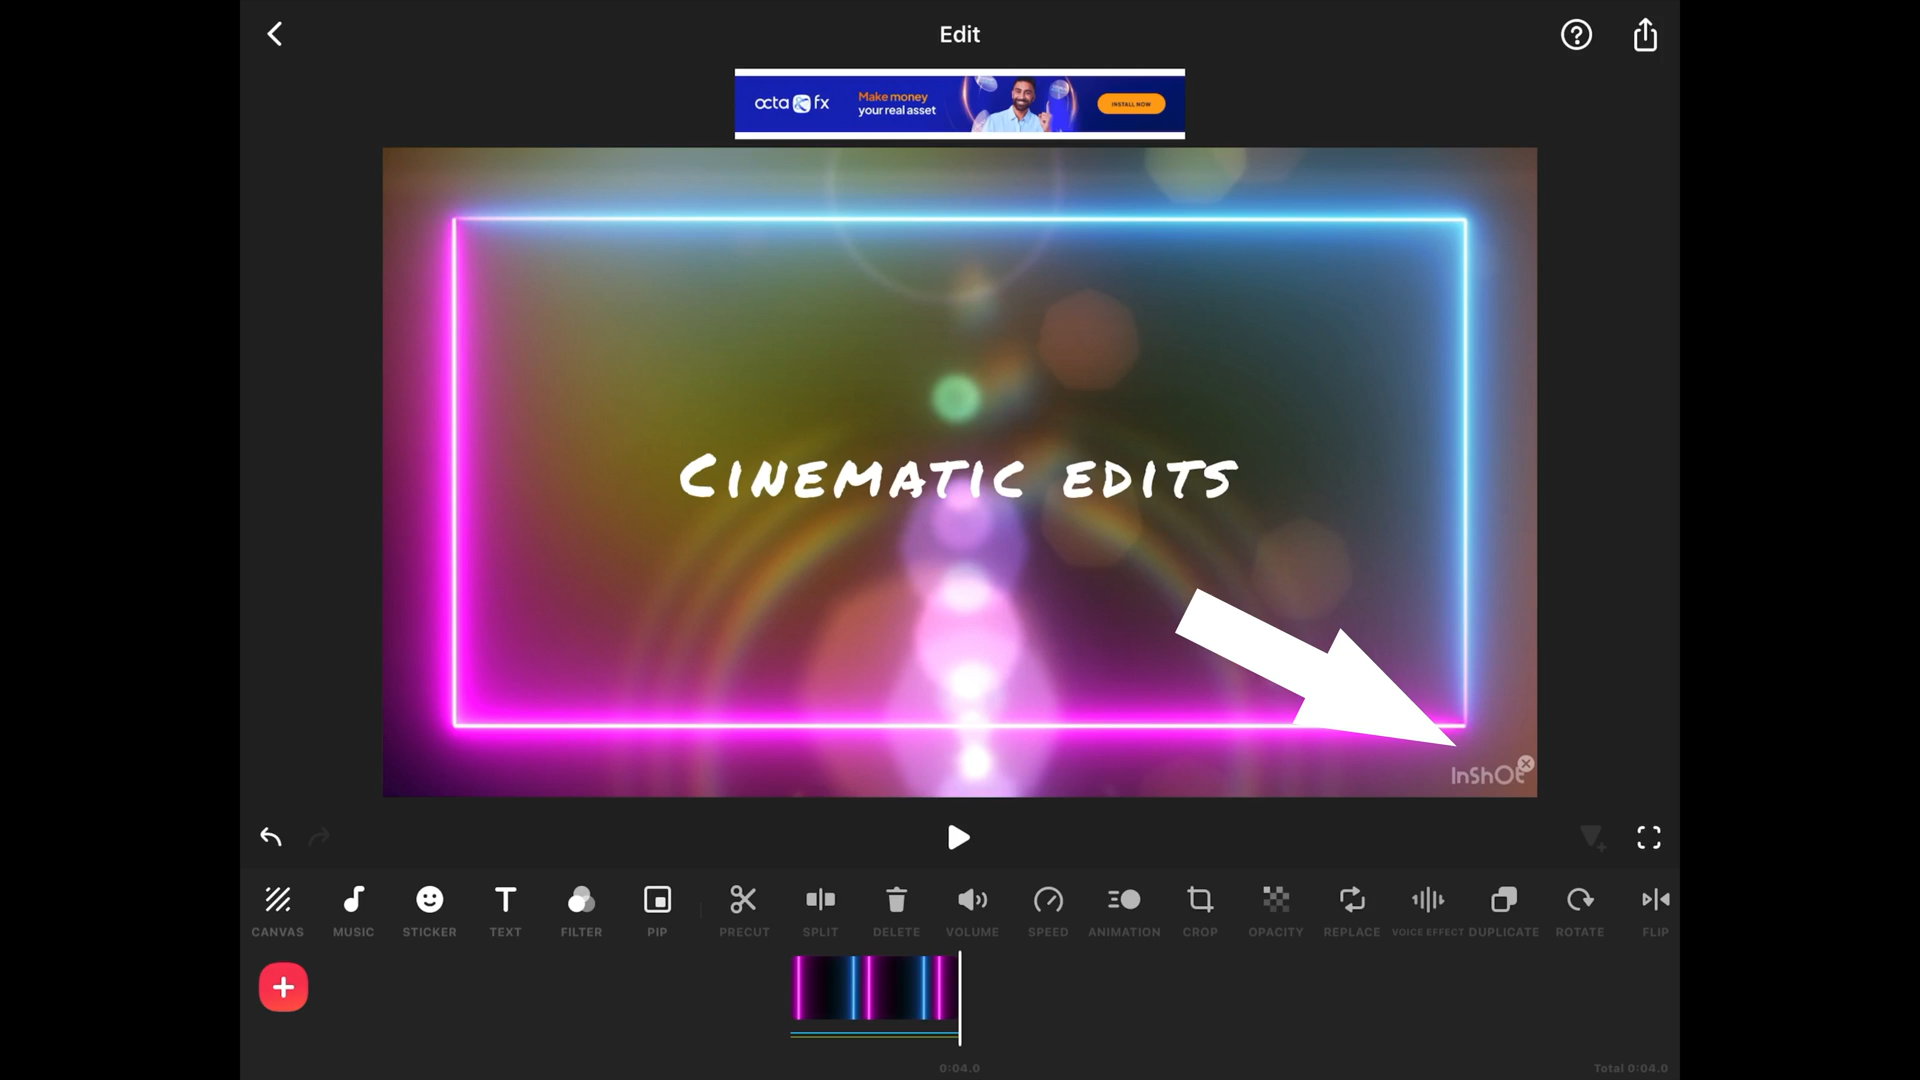 Edit
octa fx
Make money
your real asset
INSTALL NOW
CINEMATIC EDITS
InShOt
CANVAS
MUSIC
STICKER
TEXT
FILTER
PIP
PRECUT
SPLIT
DELETE
VOLUME
SPEED
ANIMATION
CROP
OPACITY
REPLACE
VOICE EFFECT
DUPLICATE
ROTATE
FLIP
0:04.0
Total 0:04.0